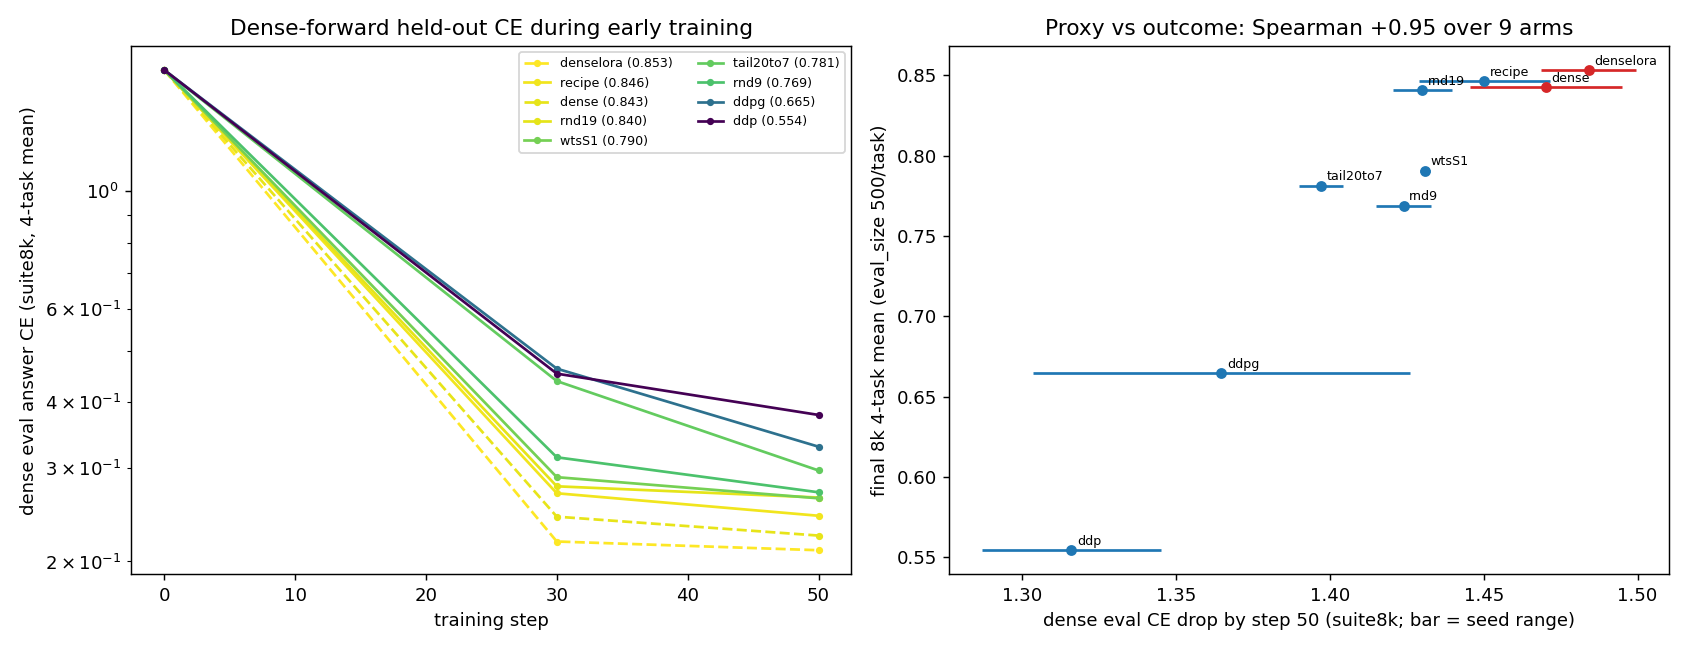 Dense-forward held-out CE during early training
dense eval answer CE (suite8k, 4-task mean)
10⁰
6 × 10⁻¹
4 × 10⁻¹
3 × 10⁻¹
2 × 10⁻¹
denselora (0.853)
recipe (0.846)
dense (0.843)
rnd19 (0.840)
wtsS1 (0.790)
tail20to7 (0.781)
rnd9 (0.769)
ddpg (0.665)
ddp (0.554)
0 10 20 30 40 50
training step
Proxy vs outcome: Spearman +0.95 over 9 arms
final 8k 4-task mean (eval_size 500/task)
0.85
0.80
0.75
0.70
0.65
0.60
0.55
denselora
recipe
dense
rnd19
wtsS1
tail20to7
rnd9
ddpg
ddp
1.30 1.35 1.40 1.45 1.50
dense eval CE drop by step 50 (suite8k; bar = seed range)